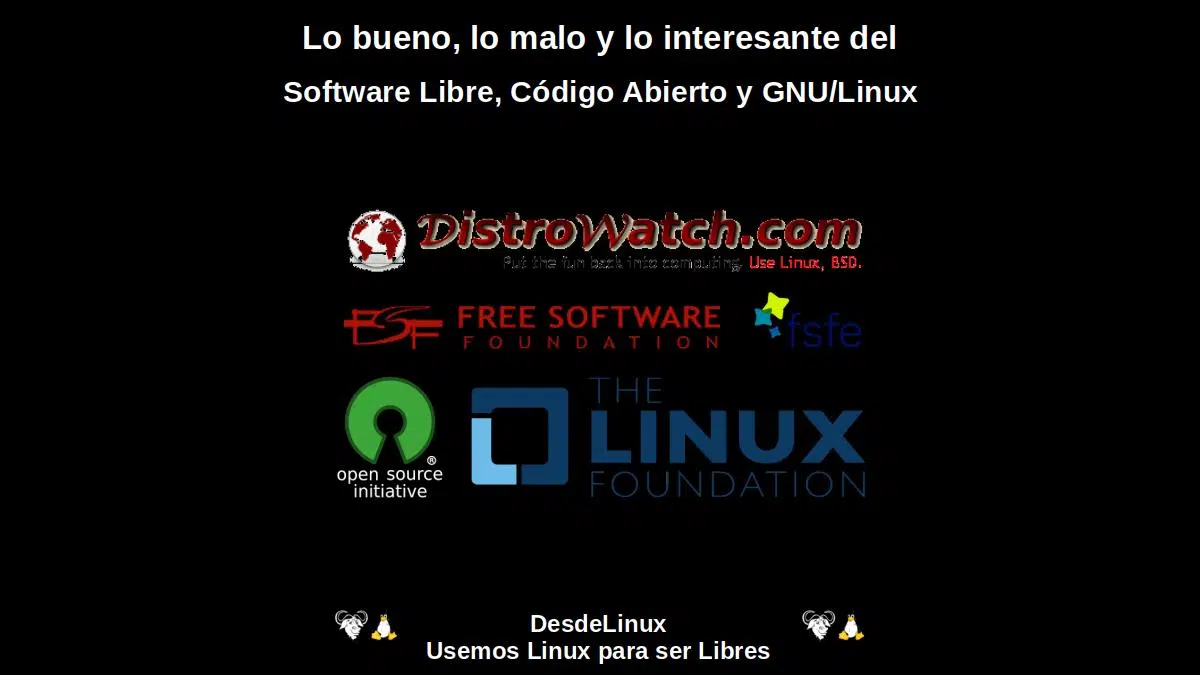 Lo bueno, lo malo y lo interesante del
Software Libre, Código Abierto y GNU/Linux
DistroWatch.com
Put the fun back into computing. Use Linux, BSD.
FSF FREE SOFTWARE
FOUNDATION
fsfe
open source
initiative
®
THE
LINUX
FOUNDATION
DesdeLinux
Usemos Linux para ser Libres